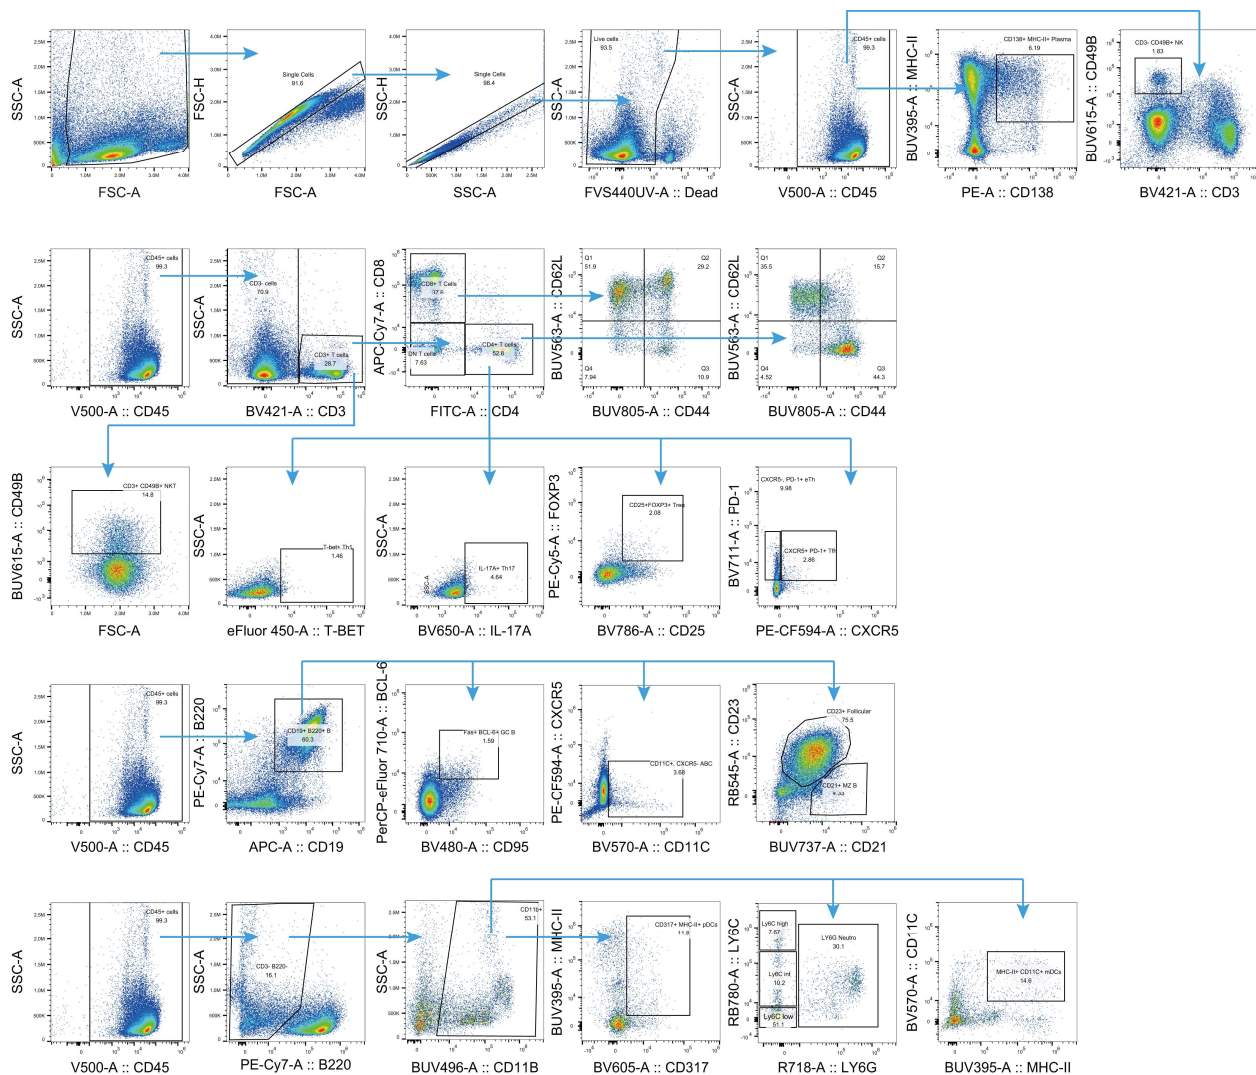 Live cells
93.5
Single Cells
91.6
Single Cells
98.4
CD45+ cells
99.3
CD138+ MHC-II+ Plasma
6.19
CD3- CD49B+ NK
1.83
SSC-A
FSC-A
FSC-H
FSC-A
SSC-H
SSC-A
SSC-A
FVS440UV-A :: Dead
SSC-A
V500-A :: CD45
BUV395-A :: MHC-II
PE-A :: CD138
BUV615-A :: CD49B
BV421-A :: CD3
CD45+ cells
99.3
CD3- cells
70.9
CD3+ T cells
28.7
CD8+ T Cells
37.6
DN T cells
7.63
CD4+ T cells
52.8
Q1
51.9
Q2
29.2
Q4
7.94
Q3
10.9
Q1
35.5
Q2
15.7
Q4
4.52
Q3
44.3
SSC-A
V500-A :: CD45
SSC-A
BV421-A :: CD3
APC-Cy7-A :: CD8
FITC-A :: CD4
BUV563-A :: CD62L
BUV805-A :: CD44
BUV563-A :: CD62L
BUV805-A :: CD44
CD3+ CD49B+ NKT
14.8
T-bet+ Th1
1.46
IL-17A+ Th17
4.64
CD25+FOXP3+ Treg
2.08
CXCR5-, PD-1+ eTh
9.98
CXCR5+ PD-1+ Tfh
2.86
BUV615-A :: CD49B
FSC-A
SSC-A
eFluor 450-A :: T-BET
SSC-A
SSC-A
BV650-A :: IL-17A
PE-Cy5-A :: FOXP3
BV786-A :: CD25
BV711-A :: PD-1
PE-CF594-A :: CXCR5
CD45+ cells
99.3
CD19+ B220+ B
60.3
Fas+ BCL-6+ GC B
1.59
CD11C+, CXCR5- ABC
3.68
CD23+ Follicular
75.5
CD21+ MZ B
SSC-A
V500-A :: CD45
PE-Cy7-A :: B220
APC-A :: CD19
PerCP-eFluor 710-A :: BCL-6
BV480-A :: CD95
PE-CF594-A :: CXCR5
BV570-A :: CD11C
RB545-A :: CD23
BUV737-A :: CD21
CD45+ cells
99.3
CD3- B220-
16.1
CD11b+
53.1
CD317+ MHC-II+ pDCs
11.8
Ly6C high
7.67
Ly6C int
10.2
Ly6C low
51.1
LY6G Neutro
30.1
MHC-II+ CD11C+ mDCs
14.6
SSC-A
V500-A :: CD45
SSC-A
PE-Cy7-A :: B220
SSC-A
BUV496-A :: CD11B
BUV395-A :: MHC-II
BV605-A :: CD317
RB780-A :: LY6C
R718-A :: LY6G
BV570-A :: CD11C
BUV395-A :: MHC-II